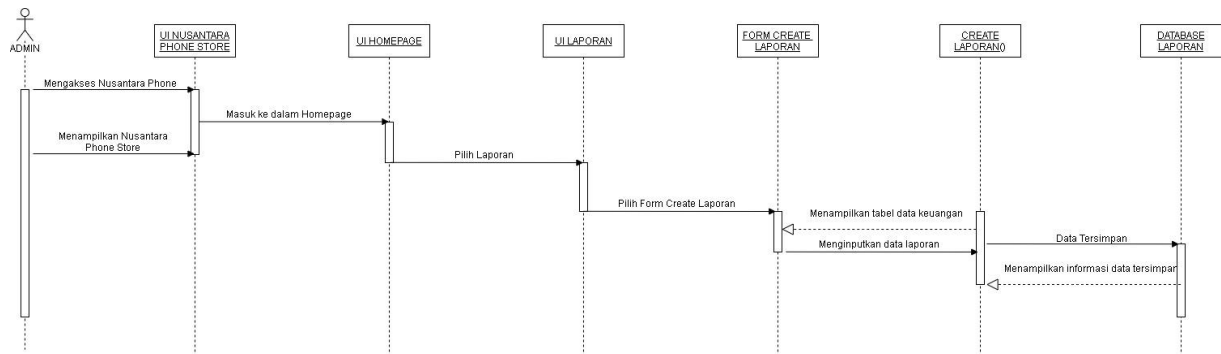 ADMIN
UI NUSANTARA
PHONE STORE
UI HOMEPAGE
UI LAPORAN
FORM CREATE
LAPORAN
CREATE
LAPORAN()
DATABASE
LAPORAN
Mengakses Nusantara Phone
Masuk ke dalam Homepage
Menampilkan Nusantara
Phone Store
Pilih Laporan
Pilih Form Create Laporan
Menampilkan tabel data keuangan
Menginputkan data laporan
Data Tersimpan
Menampilkan informasi data tersimpan